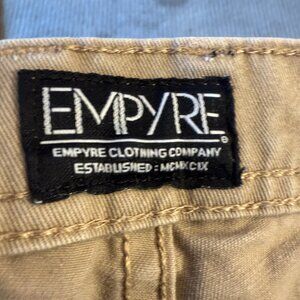 EMPYRE
EMPYRE CLOTHING COMPANY
ESTABLISHED : MCMXCIX